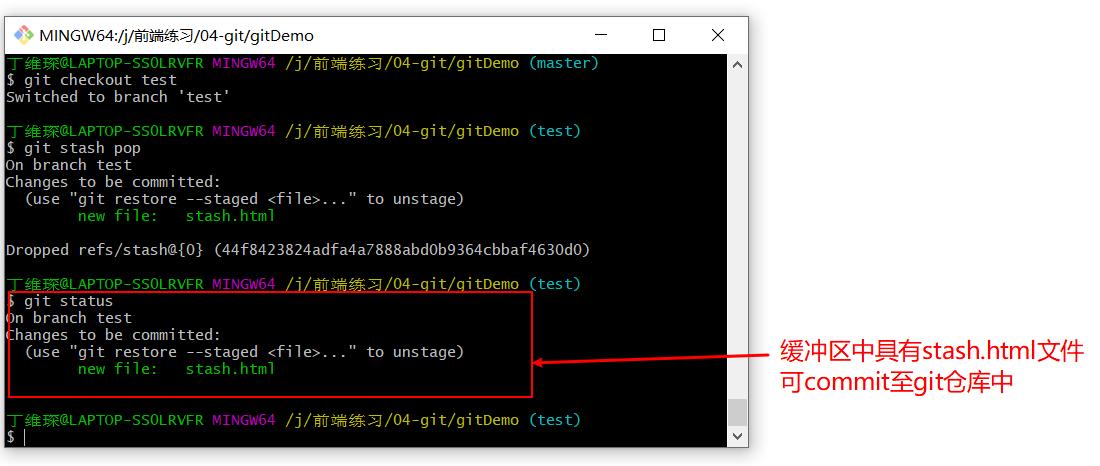 MINGW64:/j/前端练习/04-git/gitDemo
丁维琛@LAPTOP-SS0LRVFR MINGW64 /j/前端练习/04-git/gitDemo (master)
$ git checkout test
Switched to branch 'test'
丁维琛@LAPTOP-SS0LRVFR MINGW64 /j/前端练习/04-git/gitDemo (test)
$ git stash pop
On branch test
Changes to be committed:
(use "git restore --staged <file>..." to unstage)
new file: stash.html
Dropped refs/stash@{0} (44f8423824adfa4a7888abd0b9364cbbaf4630d0)
丁维琛@LAPTOP-SS0LRVFR MINGW64 /j/前端练习/04-git/gitDemo (test)
$ git status
On branch test
Changes to be committed:
(use "git restore --staged <file>..." to unstage)
new file: stash.html
缓冲区中具有stash.html文件
可commit至git仓库中
丁维琛@LAPTOP-SS0LRVFR MINGW64 /j/前端练习/04-git/gitDemo (test)
$